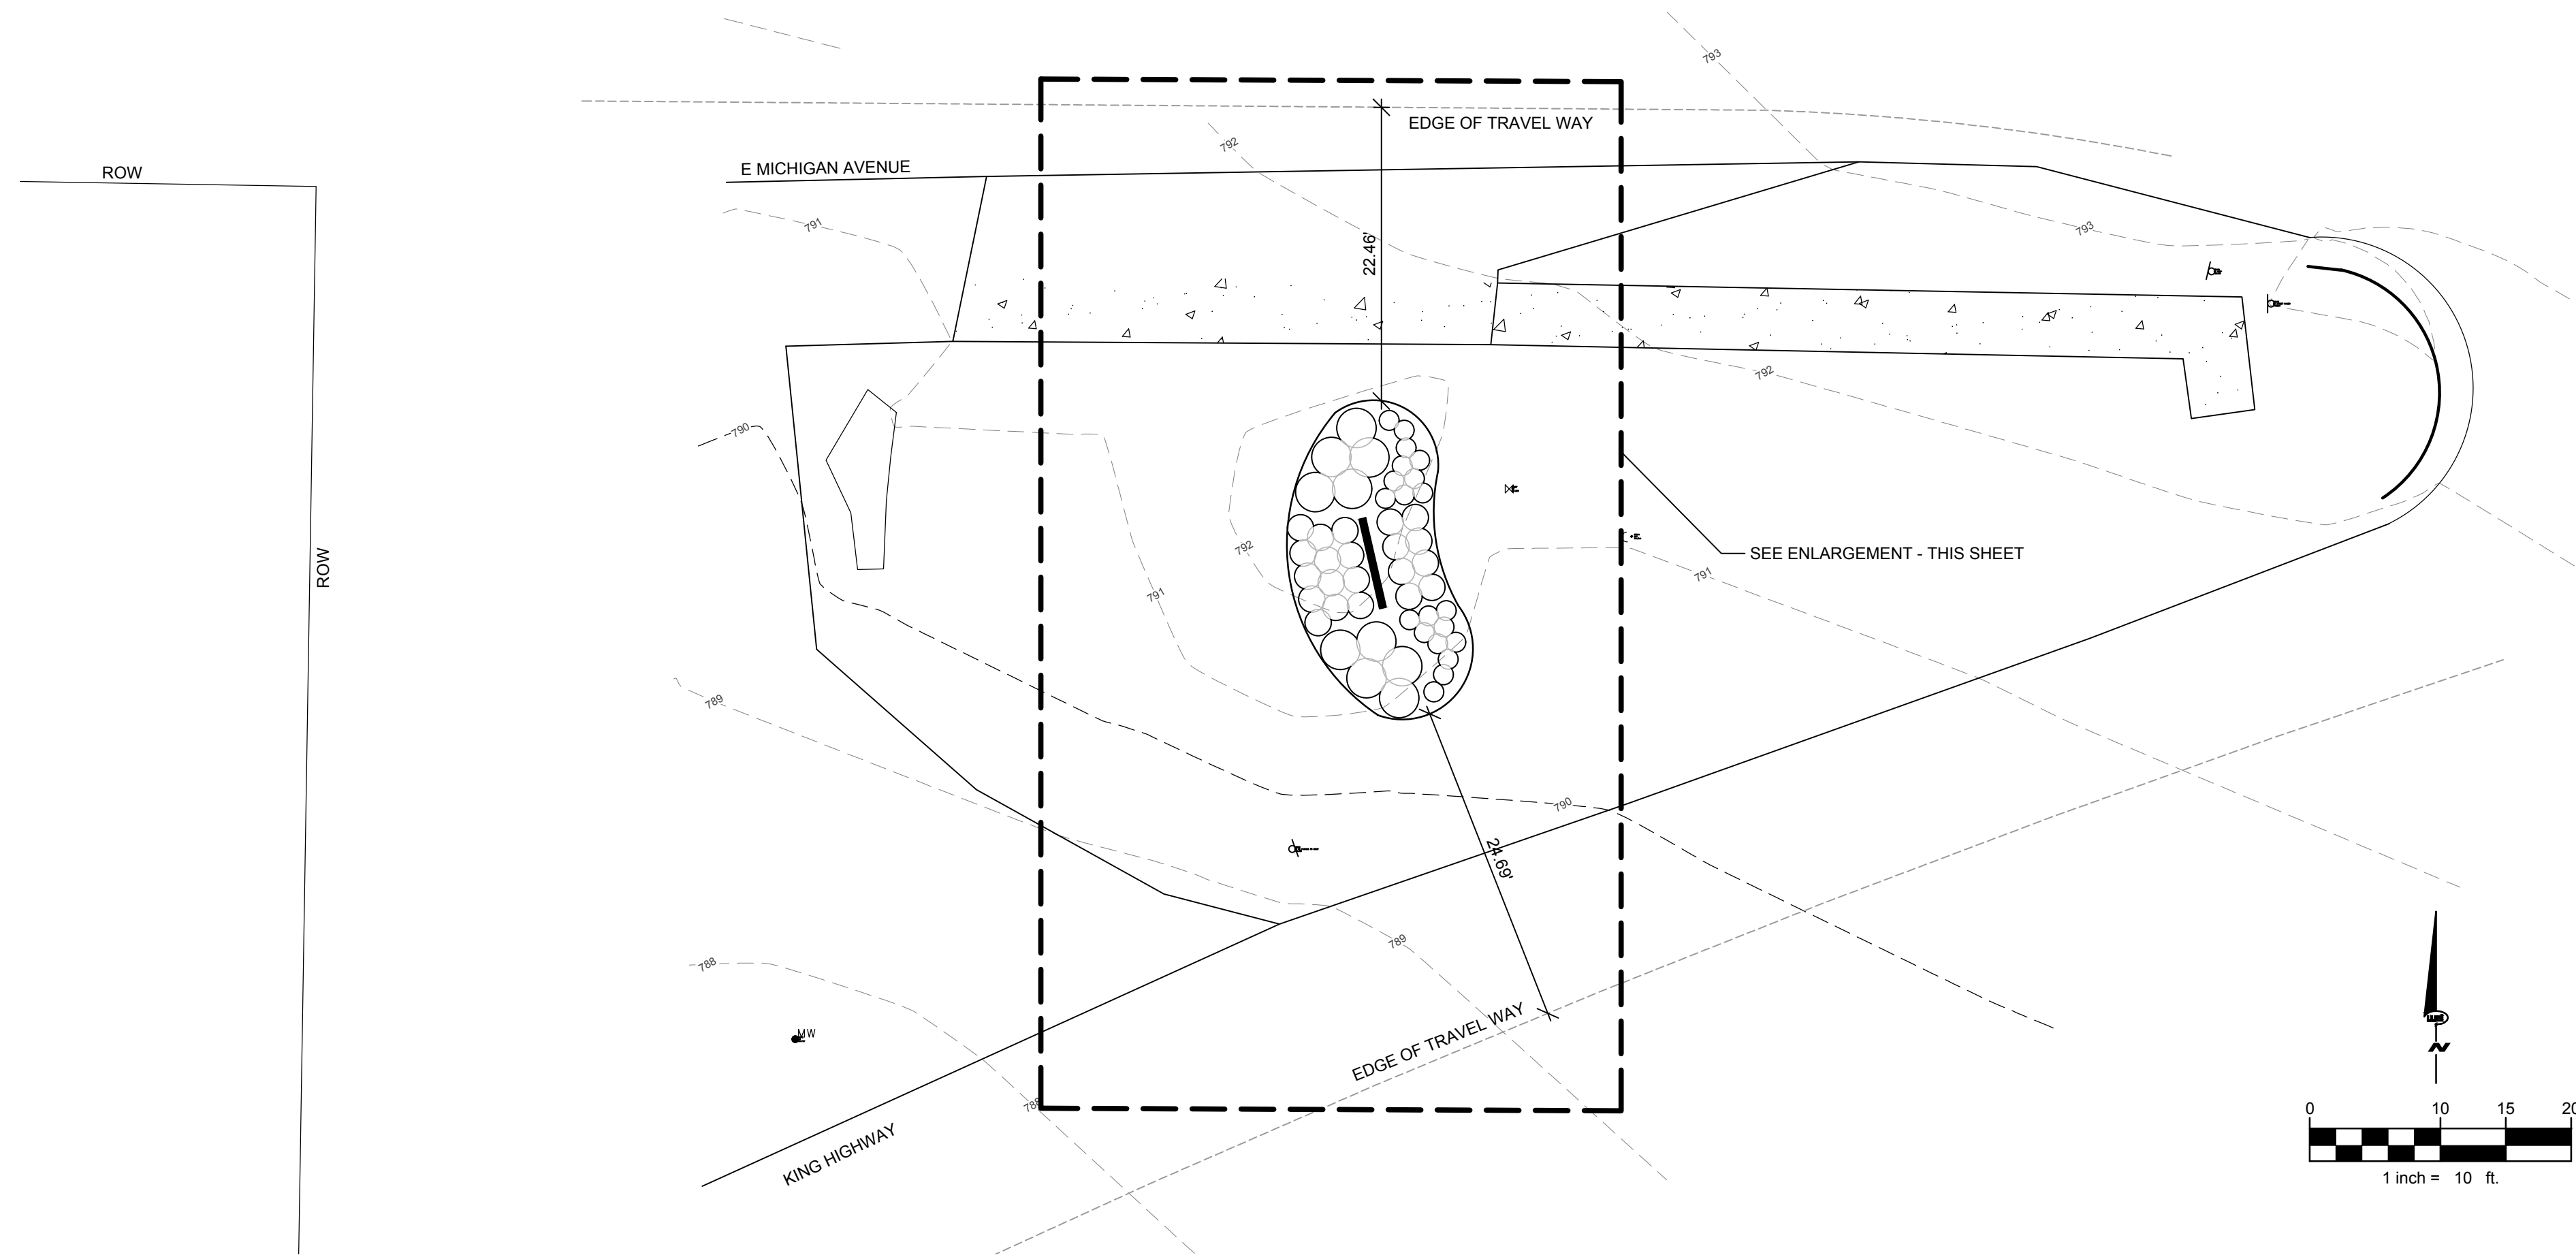 793
EDGE OF TRAVEL WAY
792
E MICHIGAN AVENUE
ROW
791
793
22.46'
792
790
792
ROW
SEE ENLARGEMENT - THIS SHEET
791
791
789
790
24.69'
789
788
EDGE OF TRAVEL WAY
MW
788
KING HIGHWAY
N
0 10 15 20
1 inch = 10 ft.